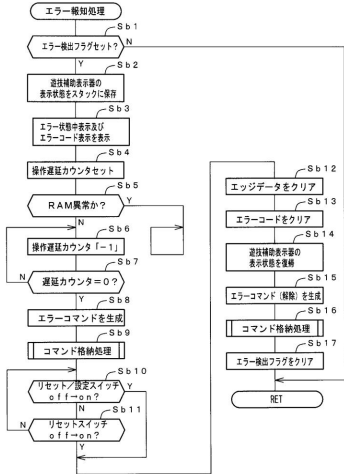 エラー報知処理
Sb1
エラー検出フラグセット?
N
Y
Sb2
遊技補助表示器の
表示状態をスタックに保存
Sb3
エラー状態中表示及び
エラーコード表示を表示
Sb4
操作遅延カウンタセット
Sb5
RAM異常か?
Y
N
Sb6
操作遅延カウンタ「-1」
Sb7
遅延カウンタ=0?
N
Y
Sb8
エラーコマンドを生成
Sb9
コマンド格納処理
Sb10
リセット/設定スイッチ
off→on?
Y
N
Sb11
リセットスイッチ
off→on?
N
Y
Sb12
エッジデータをクリア
Sb13
エラーコードをクリア
Sb14
遊技補助表示器の
表示状態を復帰
Sb15
エラーコマンド(解除)を生成
Sb16
コマンド格納処理
Sb17
エラー検出フラグをクリア
RET